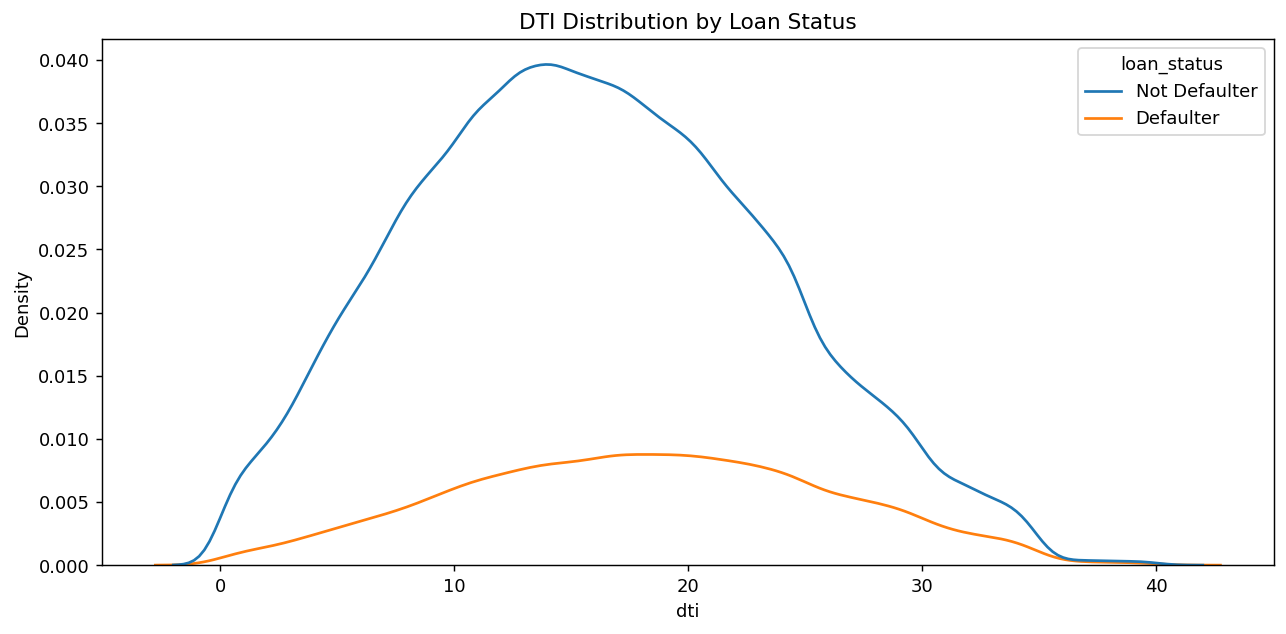 DTI Distribution by Loan Status
loan_status
Not Defaulter
Defaulter
Density
0.040
0.035
0.030
0.025
0.020
0.015
0.010
0.005
0.000
0
10
20
30
40
dti